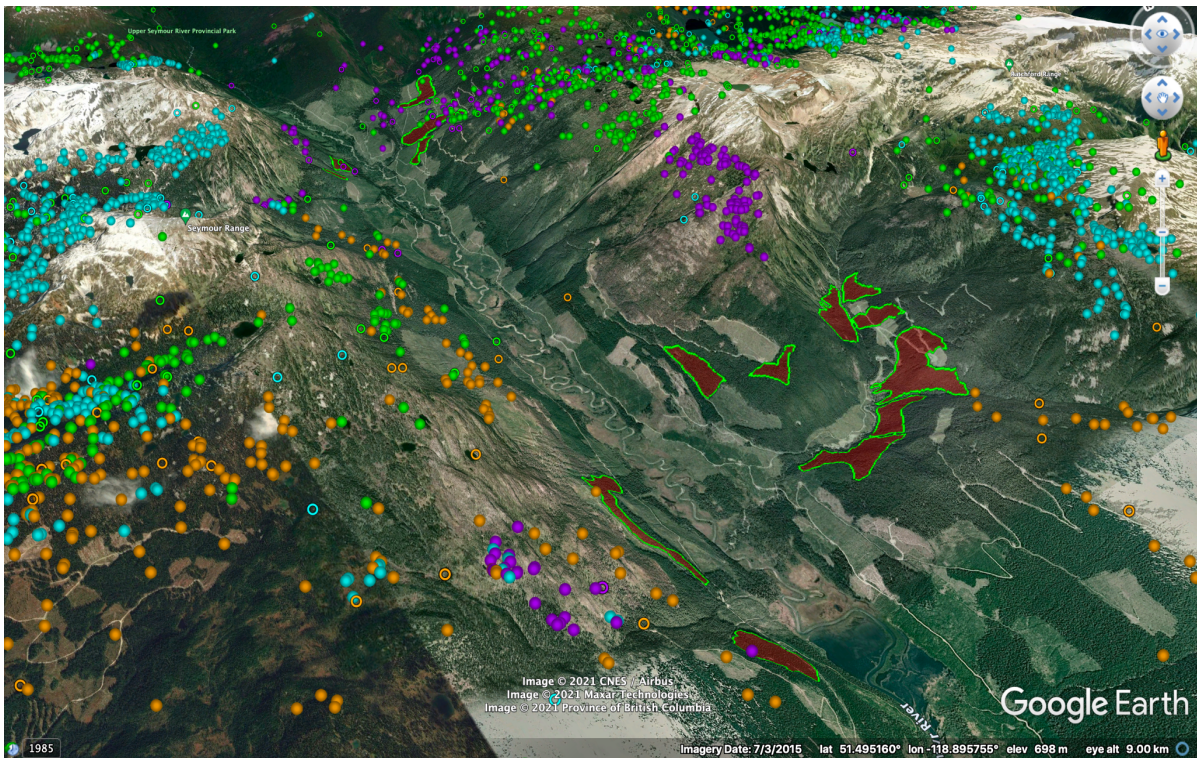 Upper Seymour River Provincial Park
Seymour Range
Image © 2021 CNES / Airbus
Image © 2021 Maxar Technologies
Image © 2021 Province of British Columbia
River
Google Earth
1985
Imagery Date: 7/3/2015 lat 51.495160° lon -118.895755° elev 698 m eye alt 9.00 km